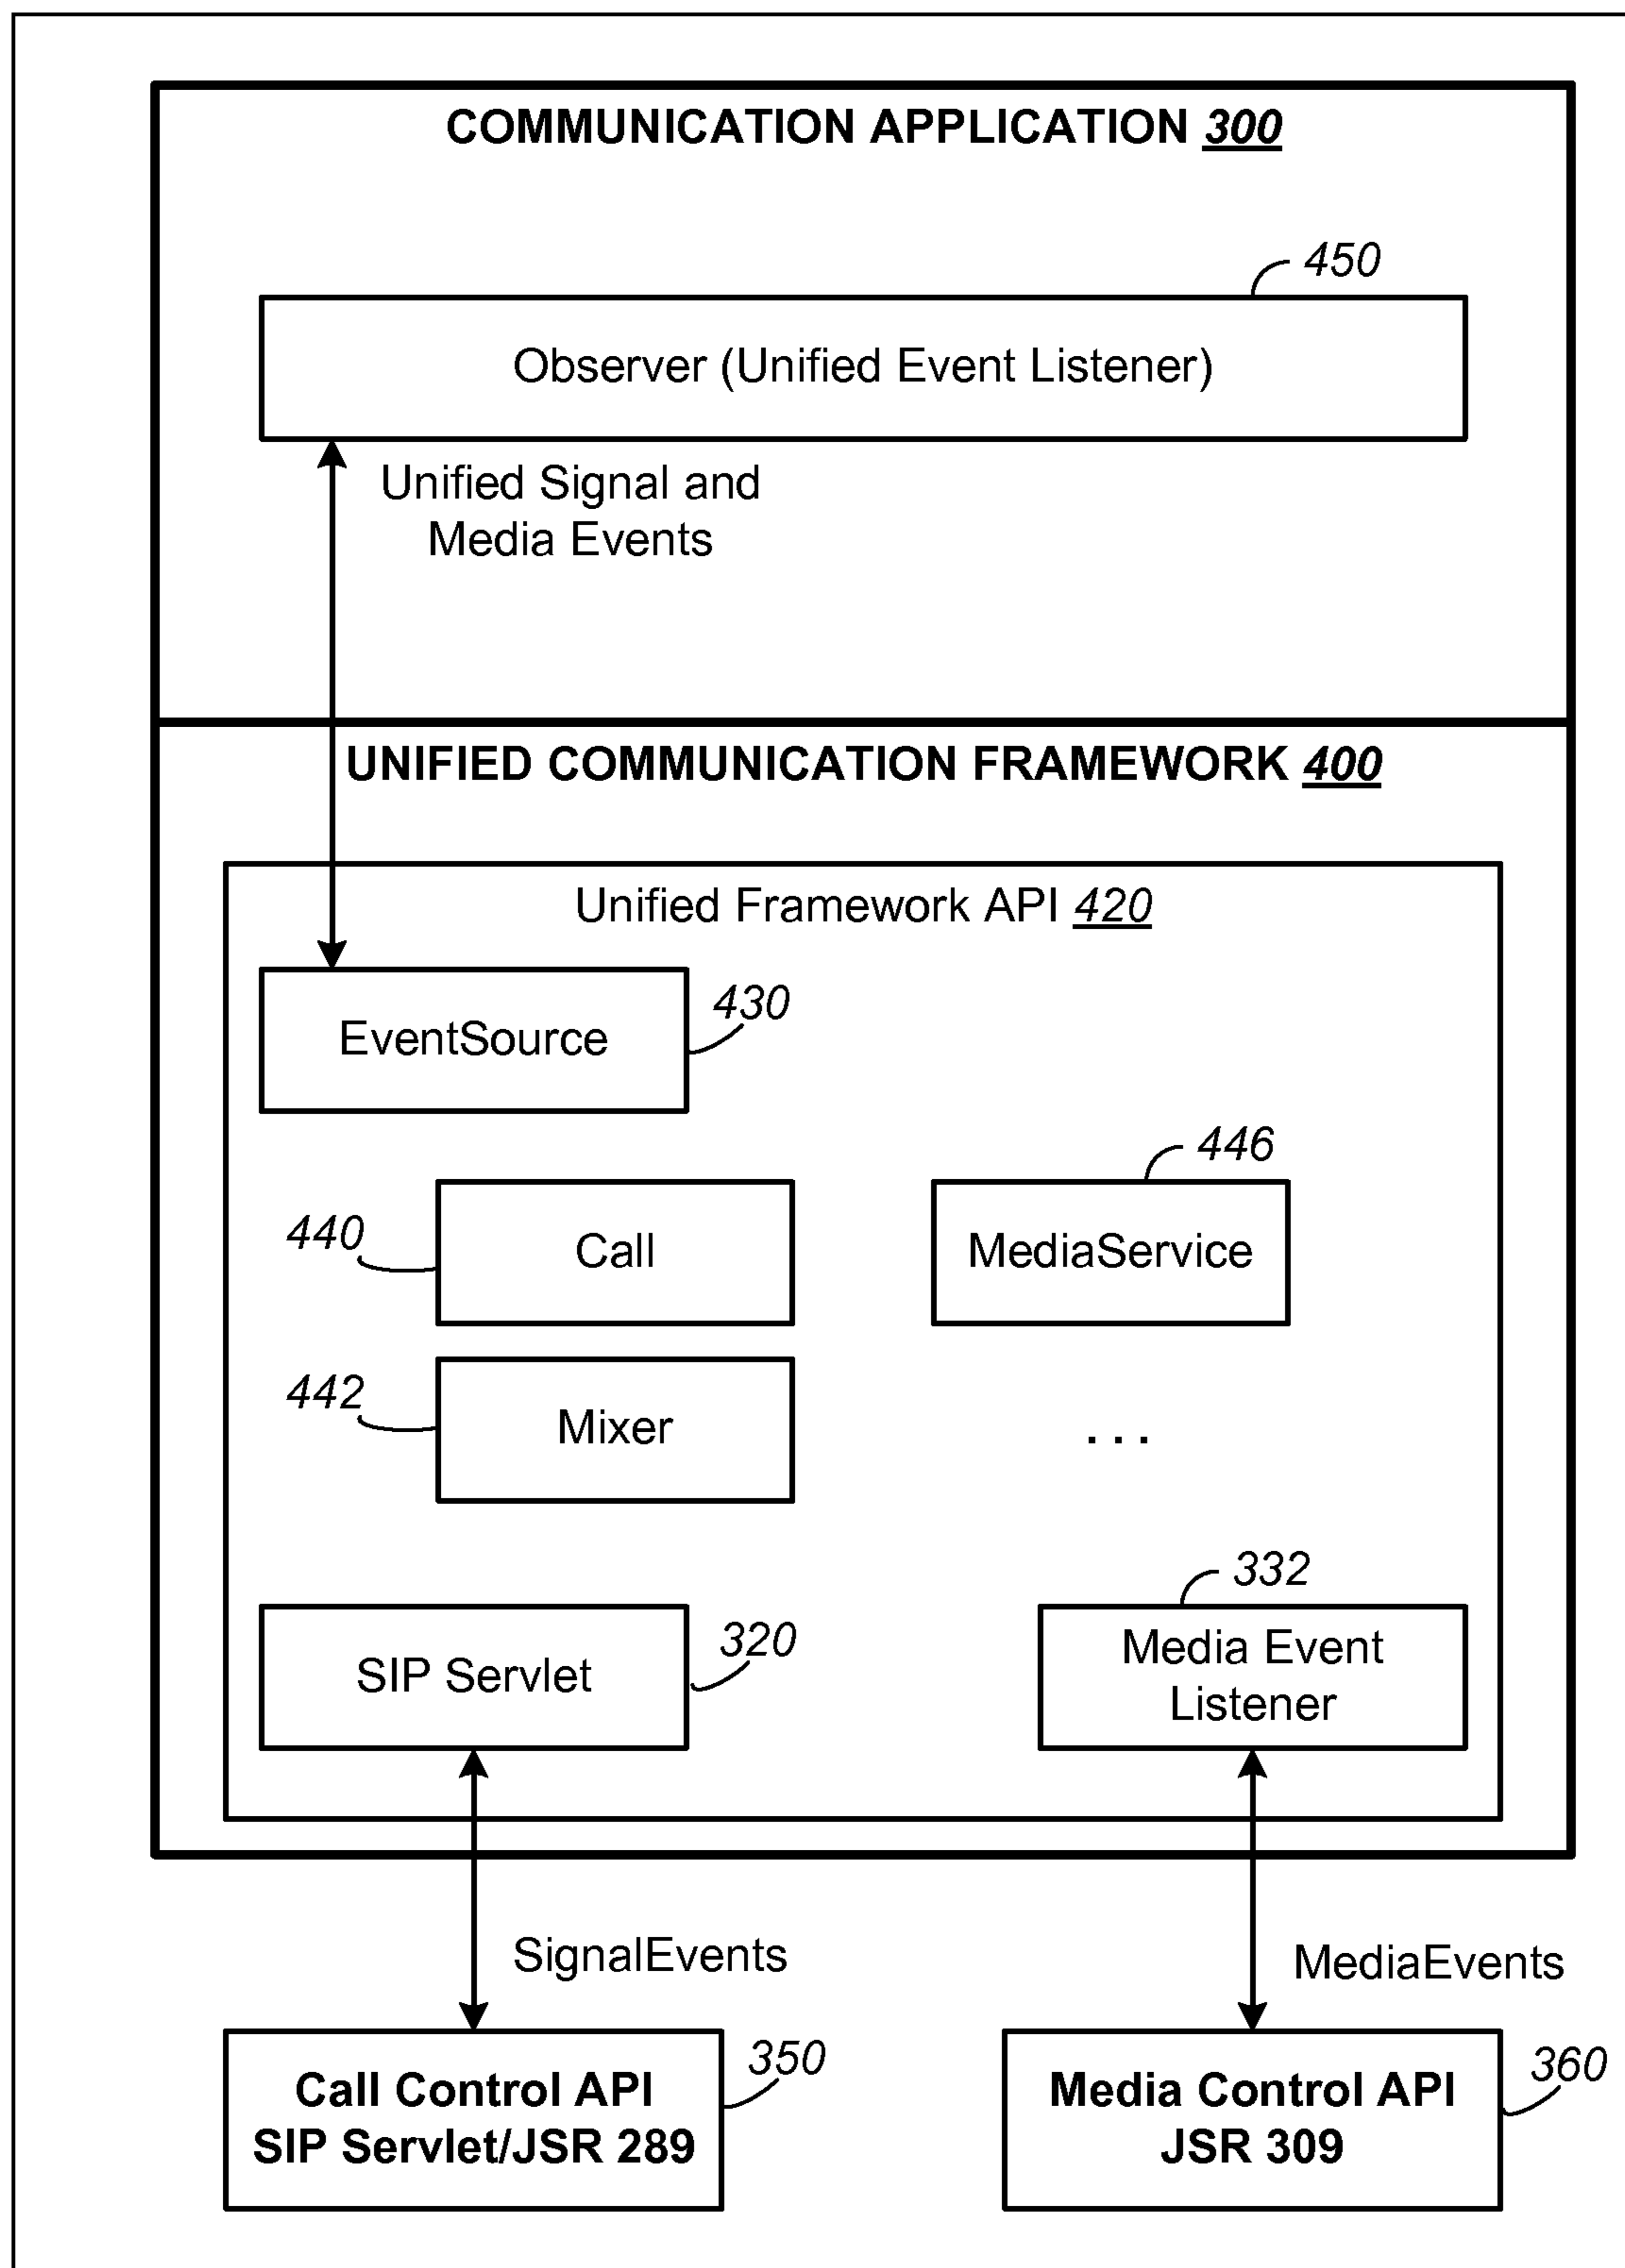 COMMUNICATION APPLICATION 300
450
Observer (Unified Event Listener)
Unified Signal and
Media Events
UNIFIED COMMUNICATION FRAMEWORK 400
Unified Framework API 420
EventSource
430
446
440
Call
MediaService
442
Mixer
. . .
332
SIP Servlet
320
Media Event
Listener
SignalEvents
MediaEvents
Call Control API
SIP Servlet/JSR 289
350
Media Control API
JSR 309
360